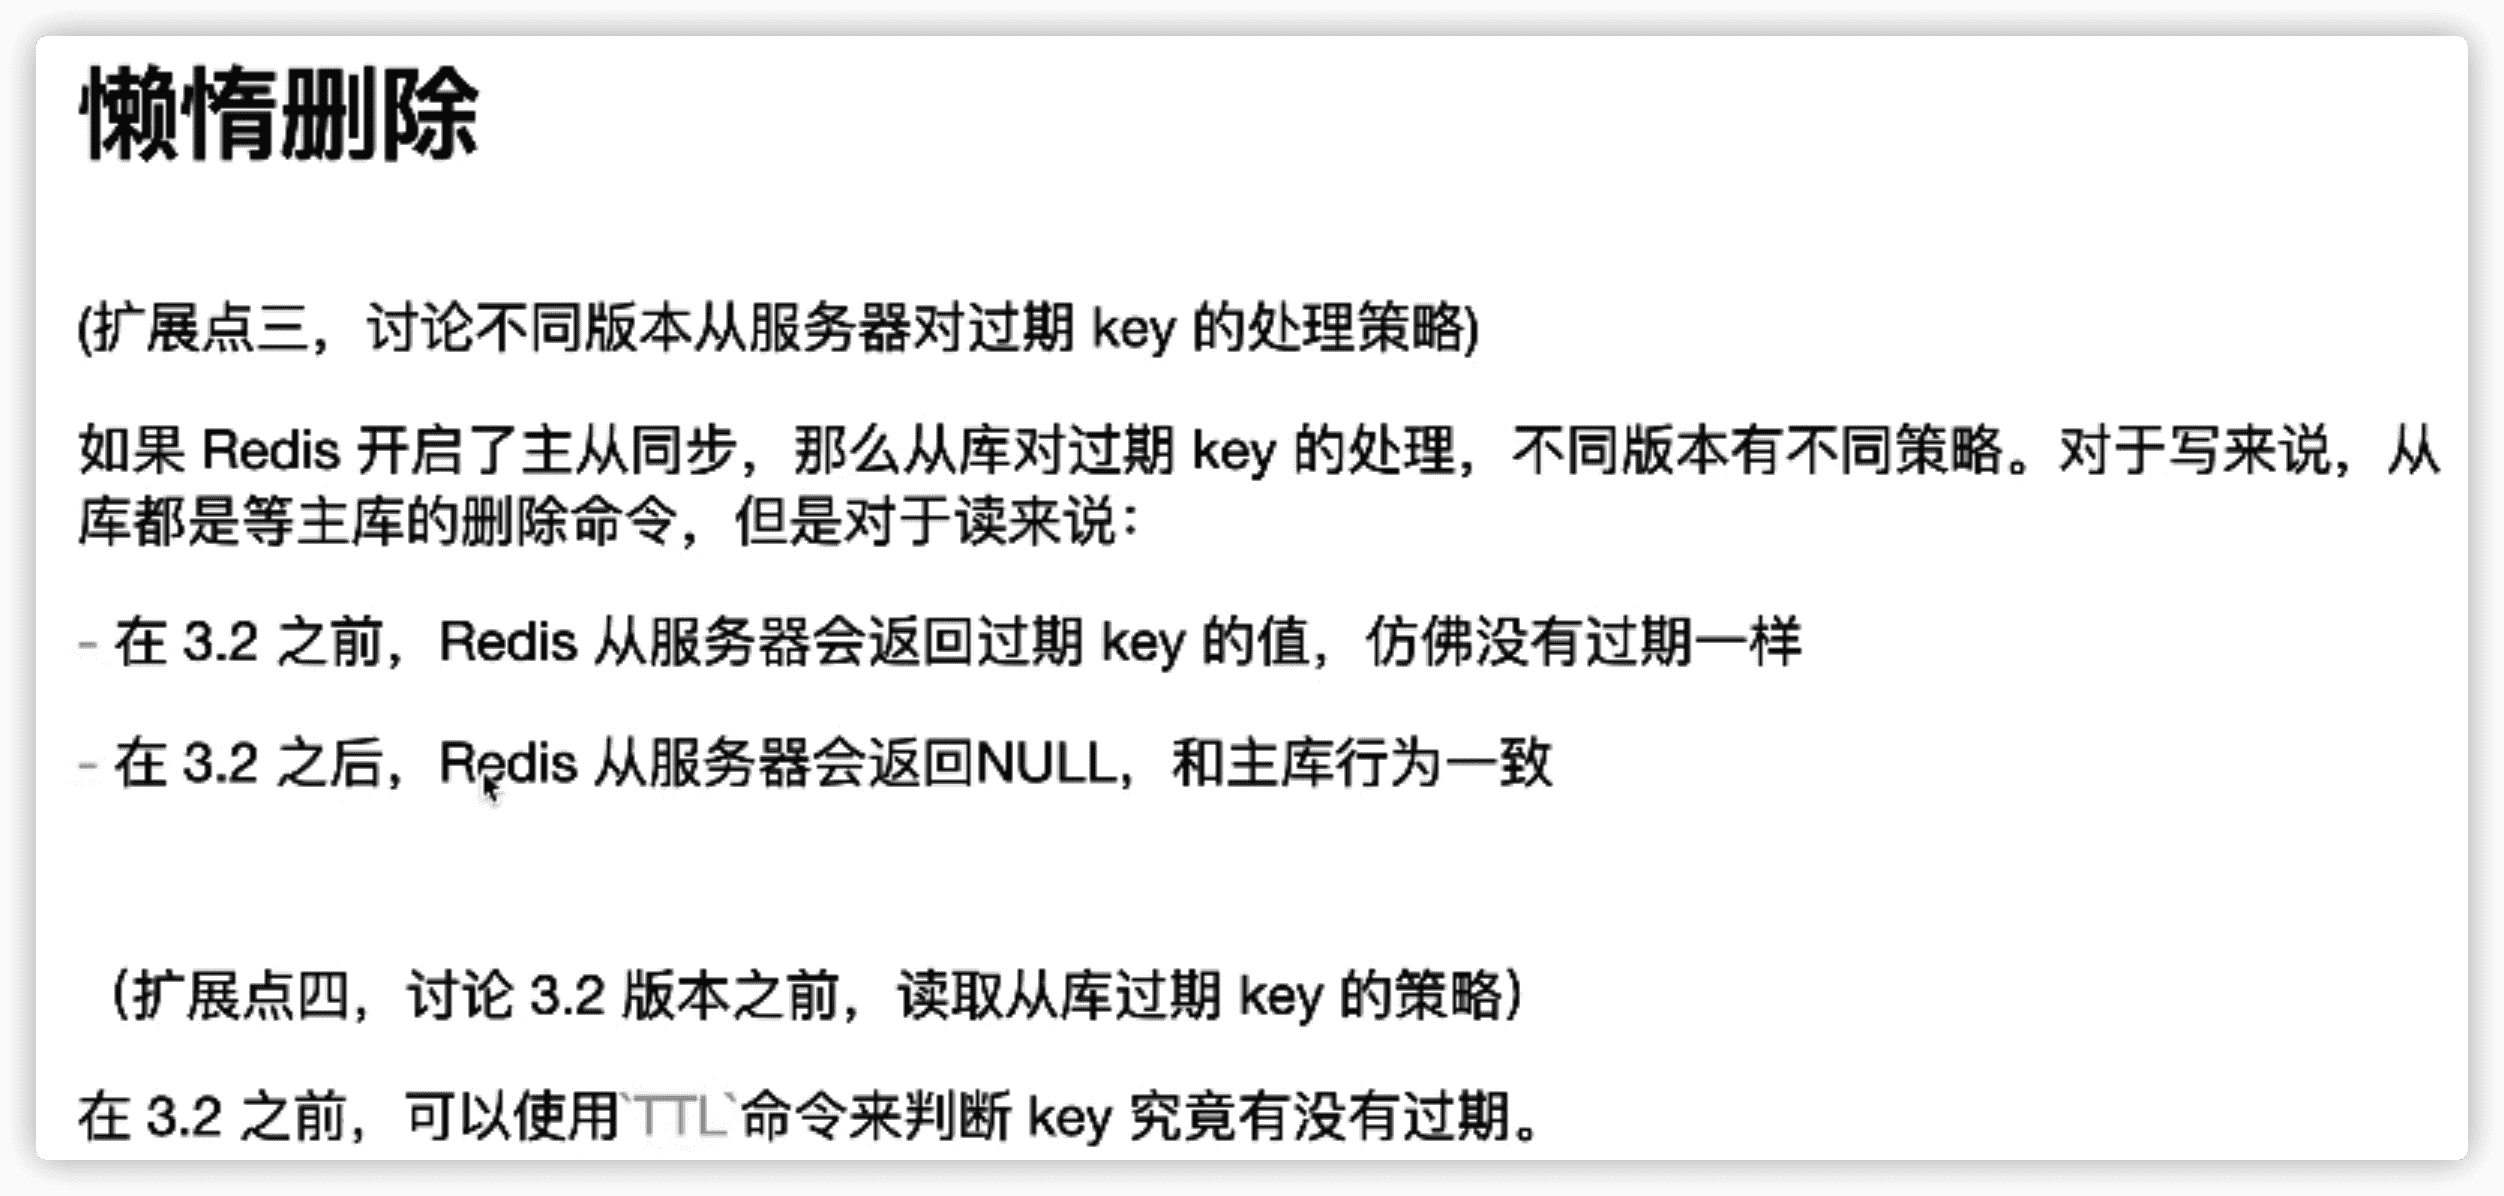 懒惰删除
(扩展点三，讨论不同版本从服务器对过期 key 的处理策略)
如果 Redis 开启了主从同步，那么从库对过期 key 的处理，不同版本有不同策略。对于写来说，从
库都是等主库的删除命令，但是对于读来说：
- 在 3.2 之前，Redis 从服务器会返回过期 key 的值，仿佛没有过期一样
- 在 3.2 之后，Redis 从服务器会返回NULL，和主库行为一致
（扩展点四，讨论 3.2 版本之前，读取从库过期 key 的策略）
在 3.2 之前，可以使用`TTL`命令来判断 key 究竟有没有过期。